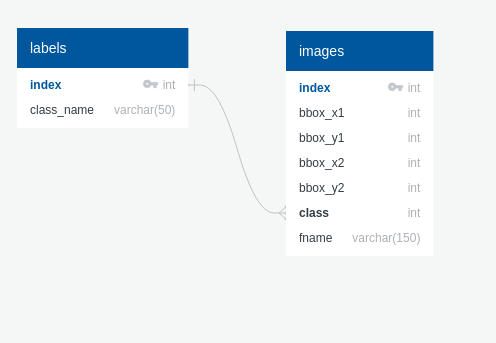 labels
index int
class_name varchar(50)
images
index int
bbox_x1 int
bbox_y1 int
bbox_x2 int
bbox_y2 int
class int
fname varchar(150)